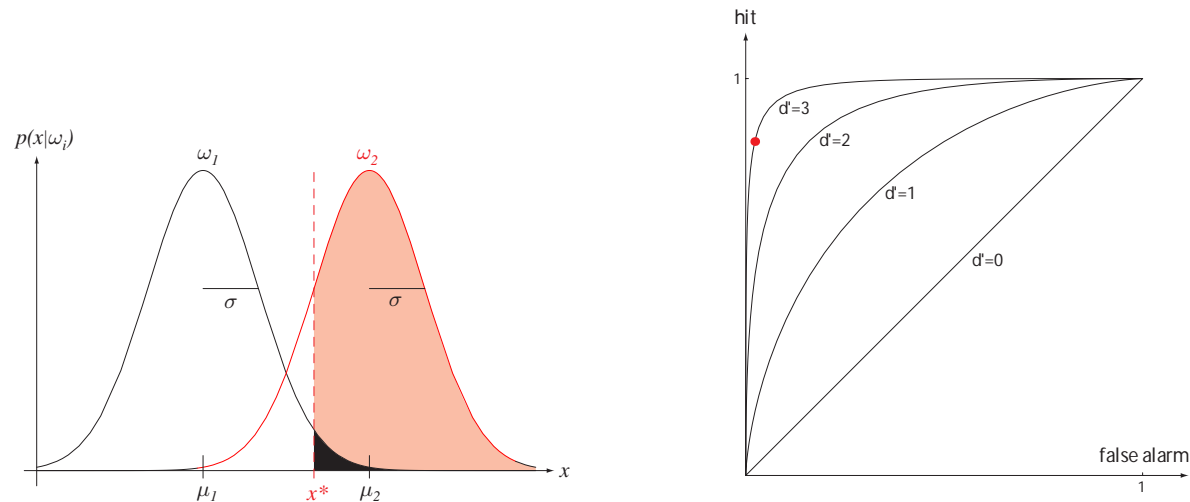 p(x|ωᵢ)
ω₁
ω₂
σ
σ
μ₁
x*
μ₂
x
hit
1
d'=3
d'=2
d'=1
d'=0
false alarm
1